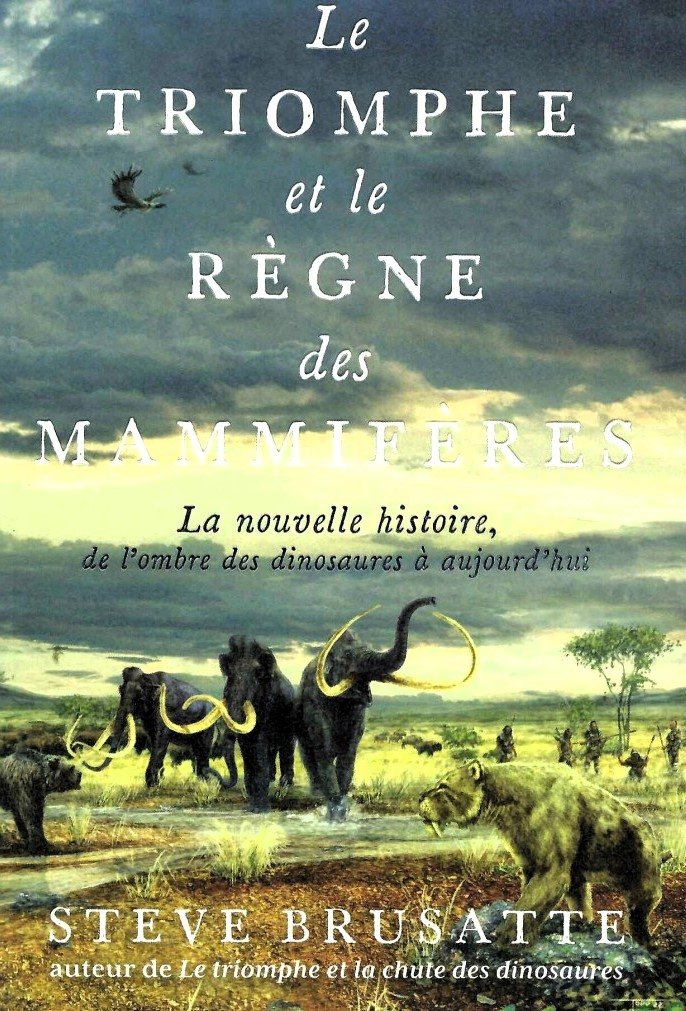 Le
TRIOMPHE
et le
RÈGNE
des
MAMMIFÈRES
La nouvelle histoire,
de l'ombre des dinosaures à aujourd'hui
STEVE BRUSATTE
auteur de Le triomphe et la chute des dinosaures